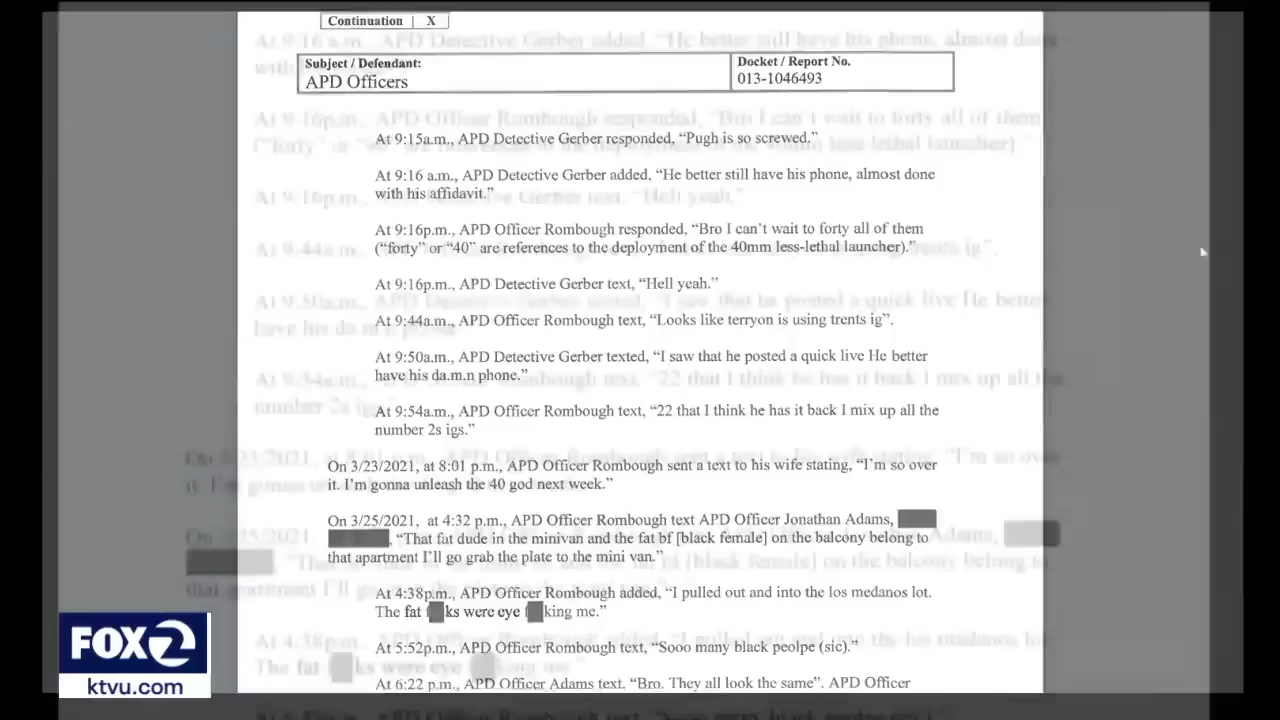 Continuation | X
Subject / Defendant:
APD Officers
Docket / Report No.
013-1046493
At 9:15a.m., APD Detective Gerber responded, “Pugh is so screwed.”
At 9:16 a.m., APD Detective Gerber added, “He better still have his phone, almost done
with his affidavit.”
At 9:16p.m., APD Officer Rombough responded, “Bro I can’t wait to forty all of them
(“forty” or “40” are references to the deployment of the 40mm less-lethal launcher).”
At 9:16p.m., APD Detective Gerber text, “Hell yeah.”
At 9:44a.m., APD Officer Rombough text, “Looks like terryon is using trents ig”.
At 9:50a.m., APD Detective Gerber texted, “I saw that he posted a quick live He better
have his da.m.n phone.”
At 9:54a.m., APD Officer Rombough text, “22 that I think he has it back I mix up all the
number 2s igs.”
On 3/23/2021, at 8:01 p.m., APD Officer Rombough sent a text to his wife stating, “I’m so over
it. I’m gonna unleash the 40 god next week.”
On 3/25/2021, at 4:32 p.m., APD Officer Rombough text APD Officer Jonathan Adams,
, “That fat dude in the minivan and the fat bf [black female] on the balcony belong to
that apartment I’ll go grab the plate to the mini van.”
At 4:38p.m., APD Officer Rombough added, “I pulled out and into the los medanos lot.
The fat f ks were eye f king me.”
At 5:52p.m., APD Officer Rombough text, “Sooo many black peolpe (sic).”
At 6:22 p.m., APD Officer Adams text, “Bro. They all look the same”. APD Officer
FOX 2
ktvu.com